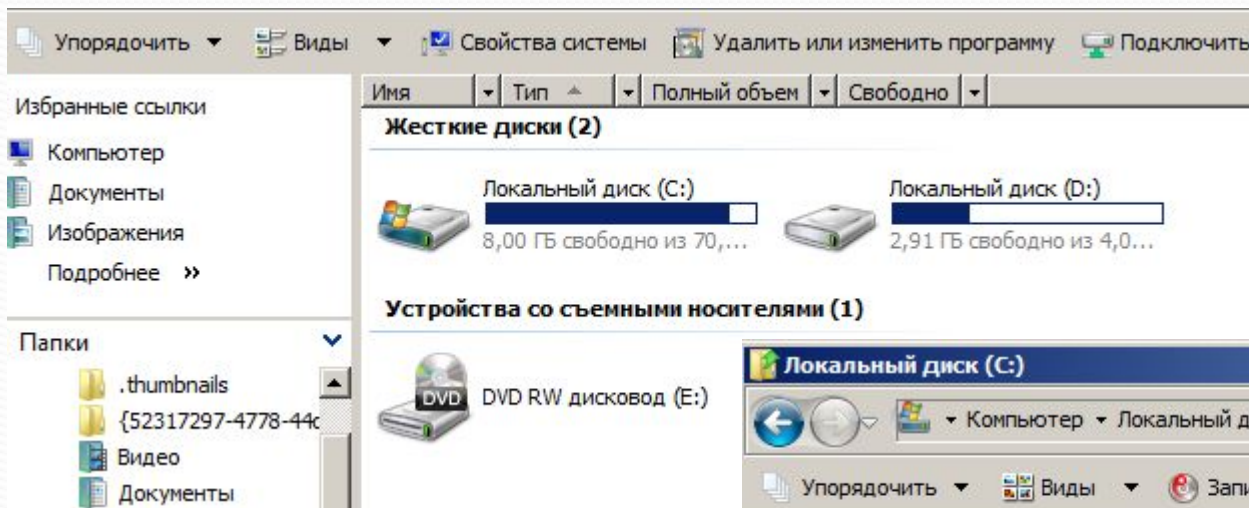 Упорядочить Виды Свойства системы Удалить или изменить программу Подключить
Избранные ссылки
Компьютер
Документы
Изображения
Подробнее »
Папки
.thumbnails
{52317297-4778-44c
Видео
Документы
Имя Тип Полный объем Свободно
Жесткие диски (2)
Локальный диск (C:)
8,00 ГБ свободно из 70,...
Локальный диск (D:)
2,91 ГБ свободно из 4,0...
Устройства со съемными носителями (1)
DVD
DVD RW дисковод (E:)
Локальный диск (C:)
Компьютер Локальный д
Упорядочить Виды Запи